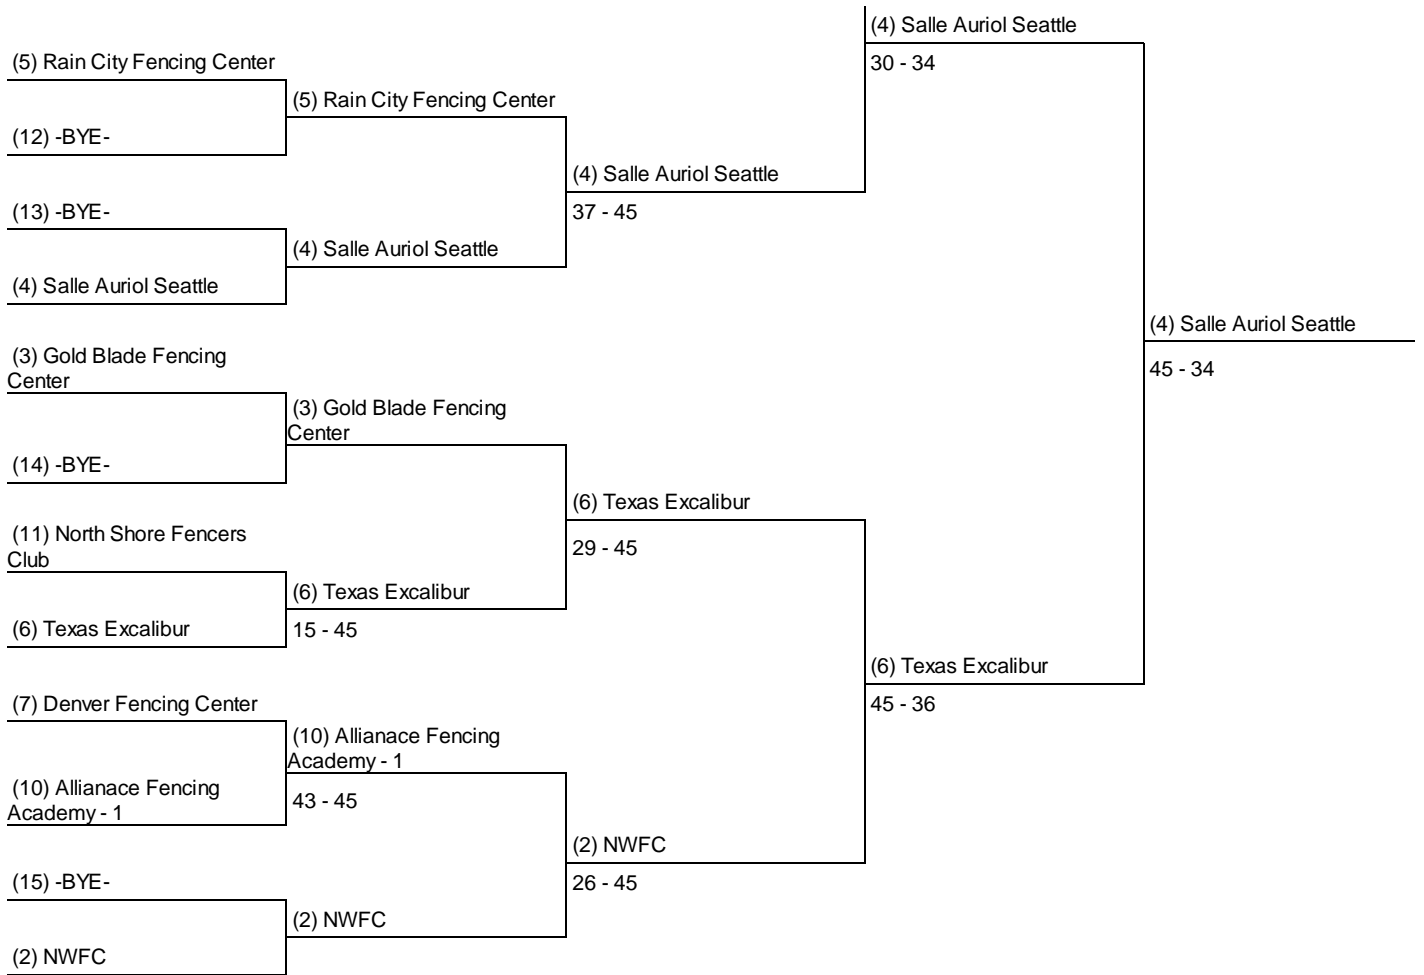 (4) Salle Auriol Seattle
30 - 34
(5) Rain City Fencing Center
(5) Rain City Fencing Center
(12) -BYE-
(4) Salle Auriol Seattle
37 - 45
(13) -BYE-
(4) Salle Auriol Seattle
(4) Salle Auriol Seattle
(4) Salle Auriol Seattle
45 - 34
(3) Gold Blade Fencing
Center
(3) Gold Blade Fencing
Center
(14) -BYE-
(6) Texas Excalibur
29 - 45
(11) North Shore Fencers
Club
(6) Texas Excalibur
15 - 45
(6) Texas Excalibur
(6) Texas Excalibur
45 - 36
(7) Denver Fencing Center
(10) Allianace Fencing
Academy - 1
43 - 45
(10) Allianace Fencing
Academy - 1
(2) NWFC
26 - 45
(15) -BYE-
(2) NWFC
(2) NWFC